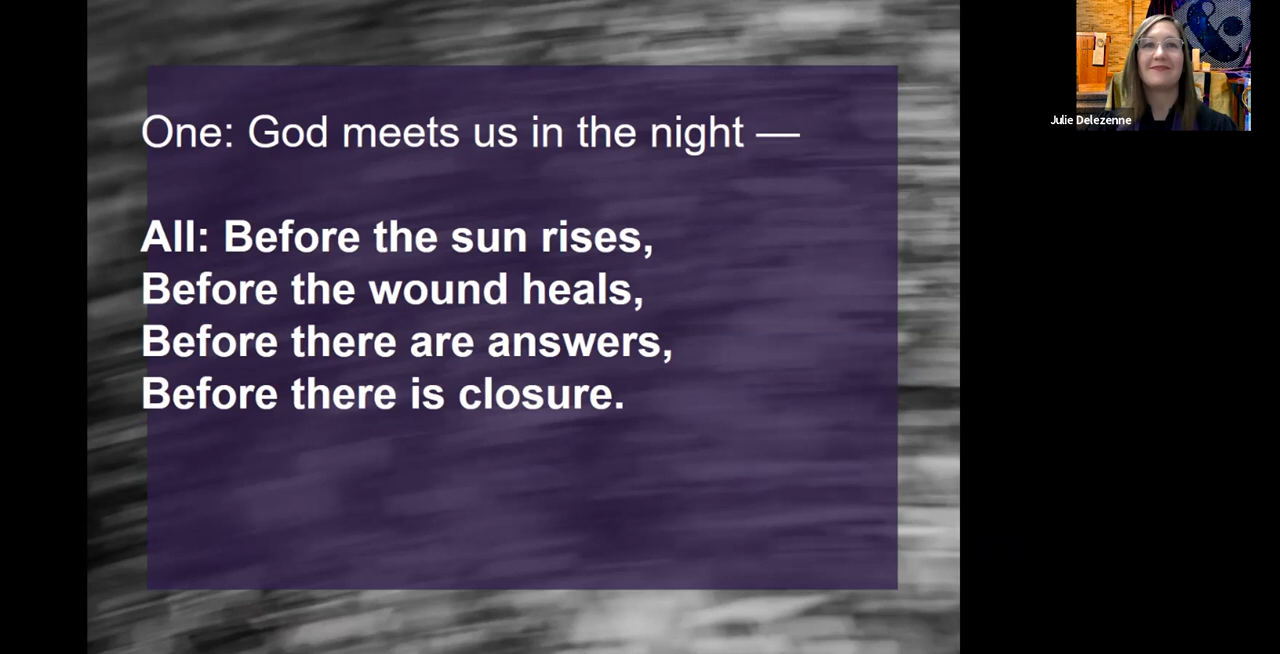 One: God meets us in the night —
All: Before the sun rises,
Before the wound heals,
Before there are answers,
Before there is closure.
Julie Delezenne